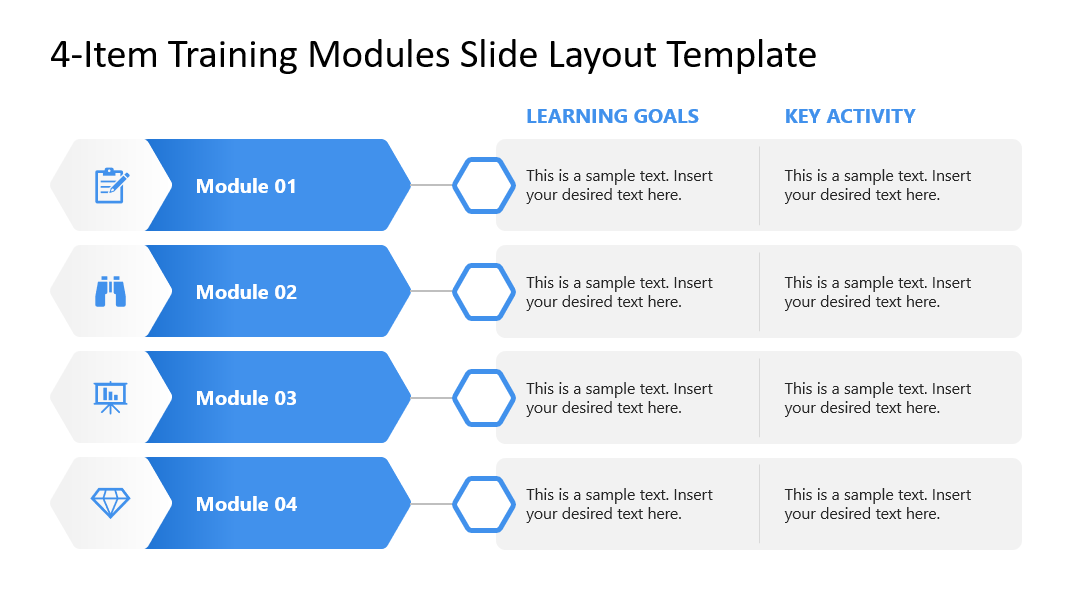 4-Item Training Modules Slide Layout Template
LEARNING GOALS
KEY ACTIVITY
Module 01
This is a sample text. Insert
your desired text here.
This is a sample text. Insert
your desired text here.
Module 02
This is a sample text. Insert
your desired text here.
This is a sample text. Insert
your desired text here.
Module 03
This is a sample text. Insert
your desired text here.
This is a sample text. Insert
your desired text here.
Module 04
This is a sample text. Insert
your desired text here.
This is a sample text. Insert
your desired text here.